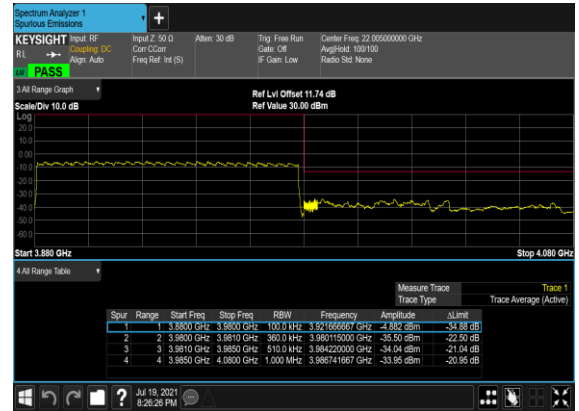 Spectrum Analyzer 1
Spurious Emissions
+
KEYSIGHT Input: RF Input Z: 50 Ω Atten: 30 dB Trig: Free Run Center Freq: 22.005000000 GHz
R L Coupling: DC Corr CCorr Gate: Off Avg|Hold: 100/100
Align: Auto Freq Ref: Int (S) IF Gain: Low Radio Std: None
LXI PASS
3 All Range Graph
Ref Lvl Offset 11.74 dB
Scale/Div 10.0 dB Ref Value 30.00 dBm
Log
20.0
10.0
0.00
-10.0
-20.0
-30.0
-40.0
-50.0
-60.0
Start 3.880 GHz Stop 4.080 GHz
4 All Range Table
Measure Trace Trace 1
Trace Type Trace Average (Active)
Spur Range Start Freq Stop Freq RBW Frequency Amplitude ΔLimit
1 1 3.8800 GHz 3.9800 GHz 100.0 kHz 3.921666667 GHz -4.882 dBm -34.88 dB
2 2 3.9800 GHz 3.9810 GHz 360.0 kHz 3.980115000 GHz -35.50 dBm -22.50 dB
3 3 3.9810 GHz 3.9850 GHz 510.0 kHz 3.984220000 GHz -34.04 dBm -21.04 dB
4 4 3.9850 GHz 4.0800 GHz 1.000 MHz 3.986741667 GHz -33.95 dBm -20.95 dB
? Jul 19, 2021
8:26:26 PM